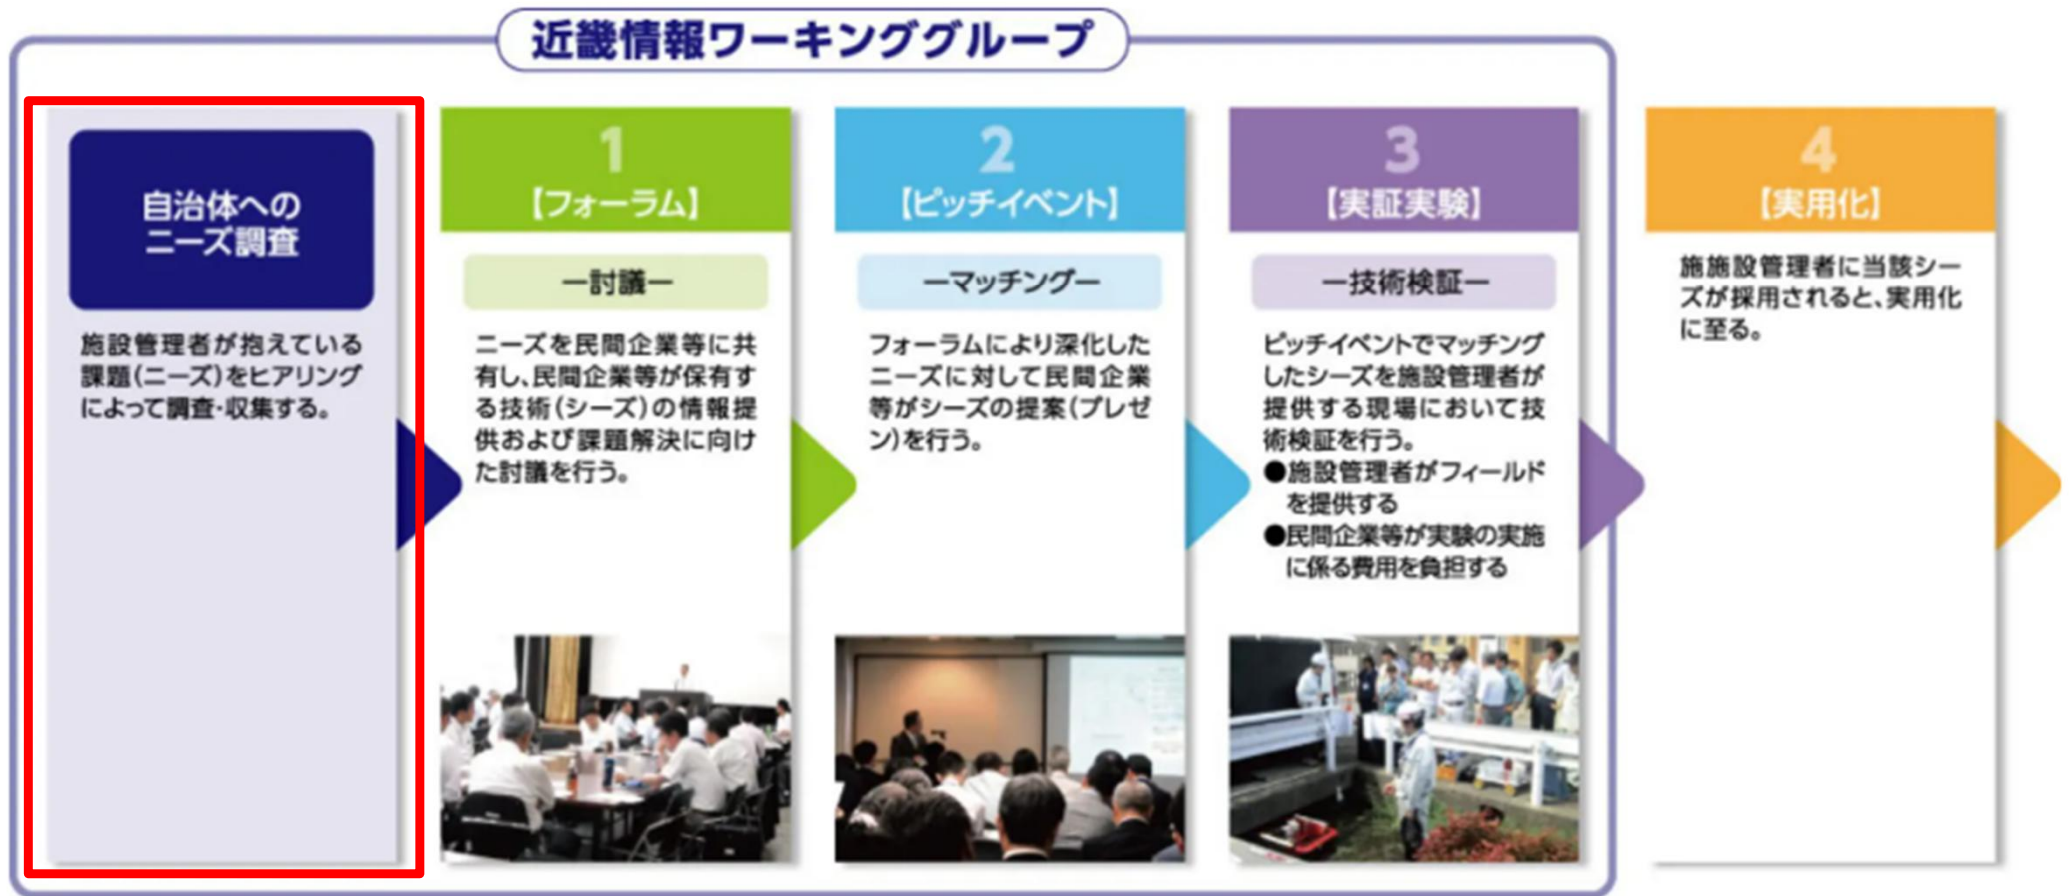 近畿情報ワーキンググループ
自治体への
ニーズ調査
施設管理者が抱えている
課題(ニーズ)をヒアリング
によって調査・収集する。
1
【フォーラム】
ー討議ー
ニーズを民間企業等に共
有し、民間企業等が保有す
る技術(シーズ)の情報提
供および課題解決に向け
た討議を行う。
2
【ピッチイベント】
ーマッチングー
フォーラムにより深化した
ニーズに対して民間企業
等がシーズの提案(プレゼ
ン)を行う。
3
【実証実験】
ー技術検証ー
ピッチイベントでマッチング
したシーズを施設管理者が
提供する現場において技
術検証を行う。
●施設管理者がフィールド
を提供する
●民間企業等が実験の実施
に係る費用を負担する
4
【実用化】
施施設管理者に当該シー
ズが採用されると、実用化
に至る。